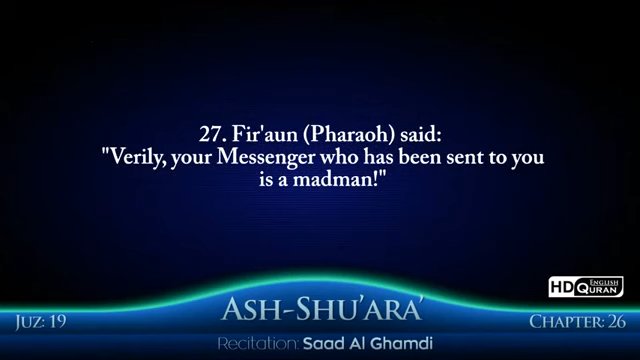 27. Fir'aun (Pharaoh) said:
"Verily, your Messenger who has been sent to you
is a madman!"
HD ENGLISH QURAN
ASH-SHU'ARA'
JUZ: 19
CHAPTER: 26
Recitation: Saad Al Ghamdi